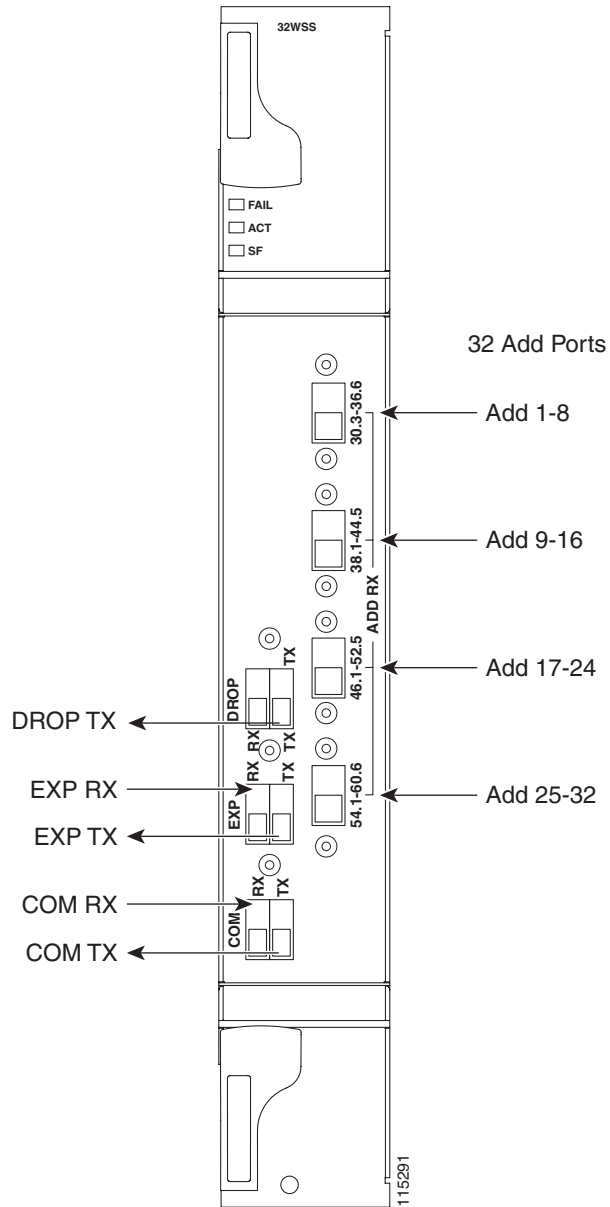 32WSS
FAIL
ACT
SF
32 Add Ports
30.3-36.6
Add 1-8
38.1-44.5
Add 9-16
ADD RX
46.1-52.5
Add 17-24
TX
DROP
DROP TX
RX
TX
RX
TX
54.1-60.6
EXP RX
EXP
Add 25-32
EXP TX
RX
TX
COM RX
COM
COM TX
115291